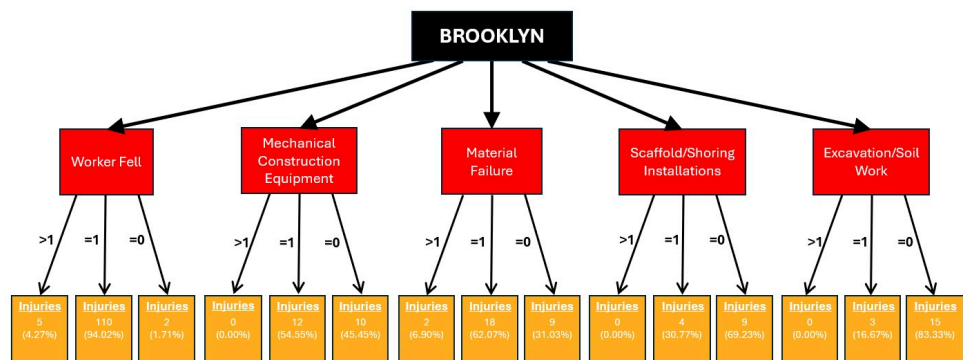 BROOKLYN
Worker Fell
Mechanical
Construction
Equipment
Material
Failure
Scaffold/Shoring
Installations
Excavation/Soil
Work
>1
=1
=0
>1
=1
=0
>1
=1
=0
>1
=1
=0
>1
=1
=0
Injuries
5
(4.27%)
Injuries
110
(94.02%)
Injuries
2
(1.71%)
Injuries
0
(0.00%)
Injuries
12
(54.55%)
Injuries
10
(45.45%)
Injuries
2
(6.90%)
Injuries
18
(62.07%)
Injuries
9
(31.03%)
Injuries
0
(0.00%)
Injuries
4
(30.77%)
Injuries
9
(69.23%)
Injuries
0
(0.00%)
Injuries
3
(16.67%)
Injuries
15
(83.33%)